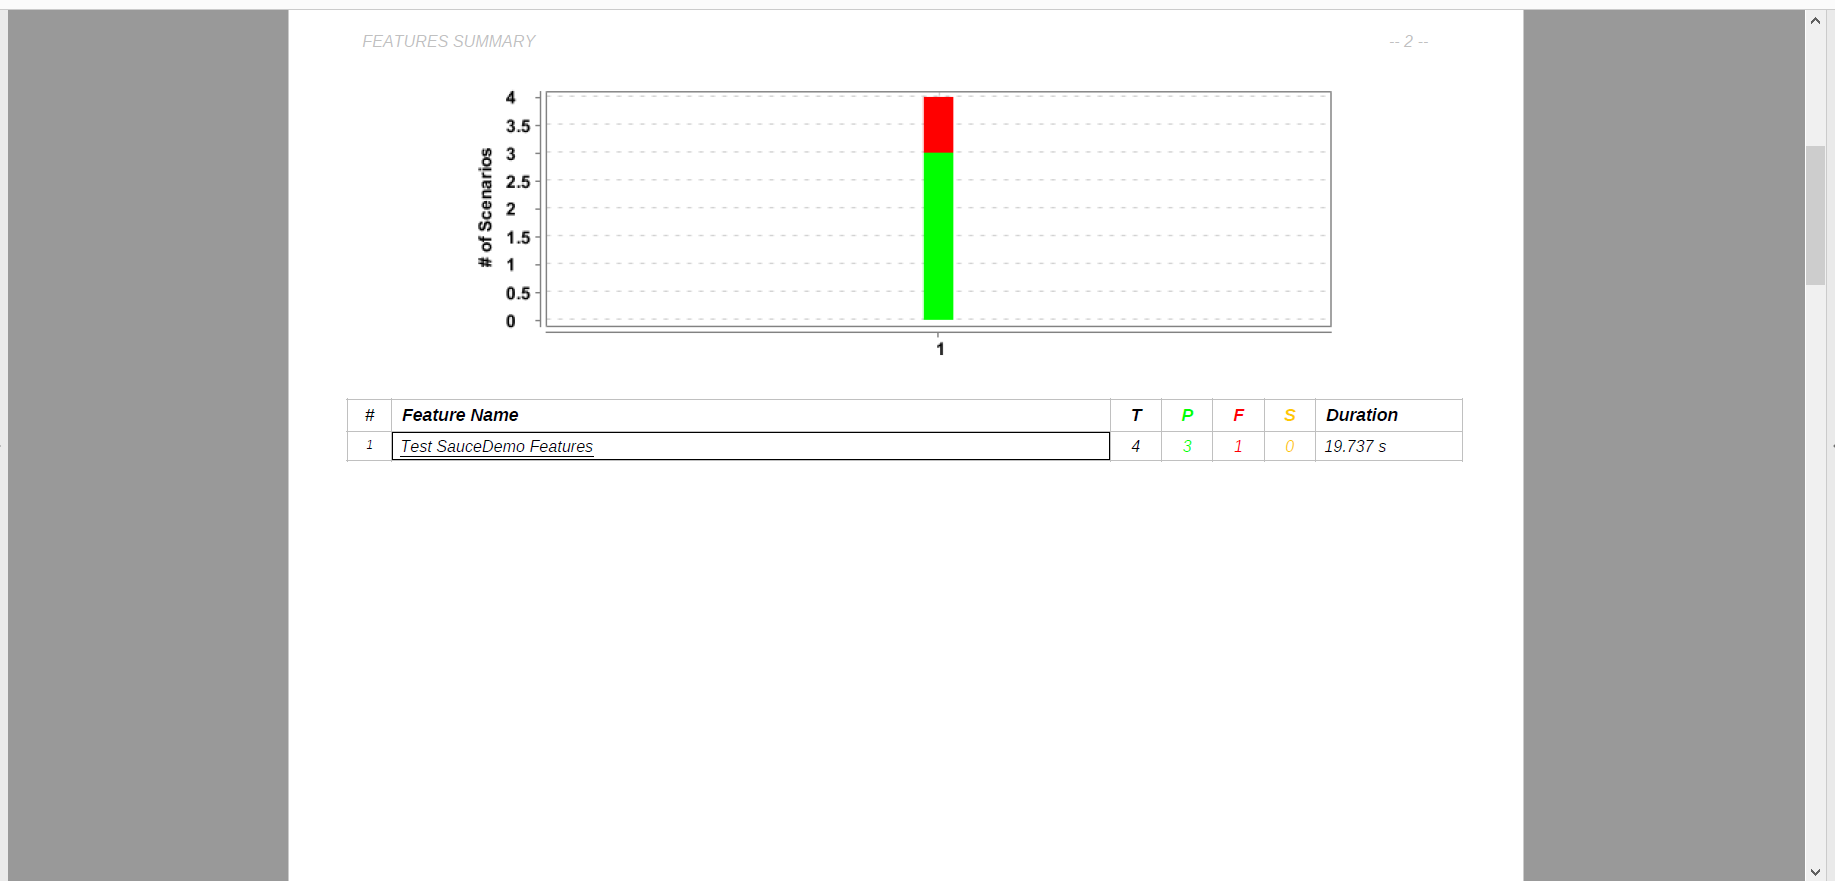 FEATURES SUMMARY -- 2 --
4
3.5
3
2.5
2
1.5
1
0.5
0
# of Scenarios
1
# Feature Name T P F S Duration
1 Test SauceDemo Features 4 3 1 0 19.737 s